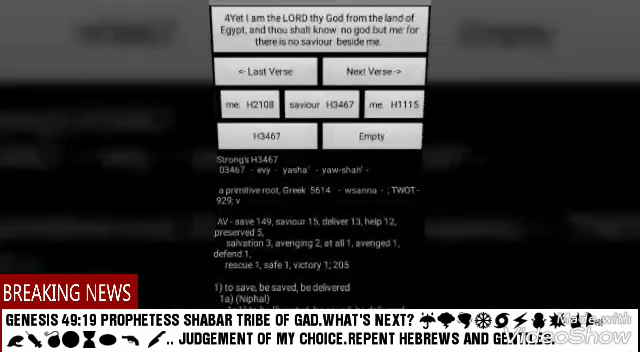 4Yet I am the LORD thy God from the land of
Egypt, and thou shalt know no god but me: for
there is no saviour beside me.
<- Last Verse Next Verse ->
me: H2108 saviour H3467 me. H1115
H3467 Empty
Strong's H3467
03467 - evy - yasha` - yaw-shah' -
a primitive root, Greek 5614 - wsanna - ; TWOT-
929; v
AV - save 149, saviour 15, deliver 13, help 12,
preserved 5,
salvation 3, avenging 2, at all 1, avenged 1,
defend 1,
rescue 1, safe 1, victory 1; 205
1) to save, be saved, be delivered
1a) (Niphal)
BREAKING NEWS
GENESIS 49:19 PROPHETESS SHABAR TRIBE OF GAD.WHAT'S NEXT?
.. JUDGEMENT OF MY CHOICE.REPENT HEBREWS AND GENTILES
Made with
VideoShow